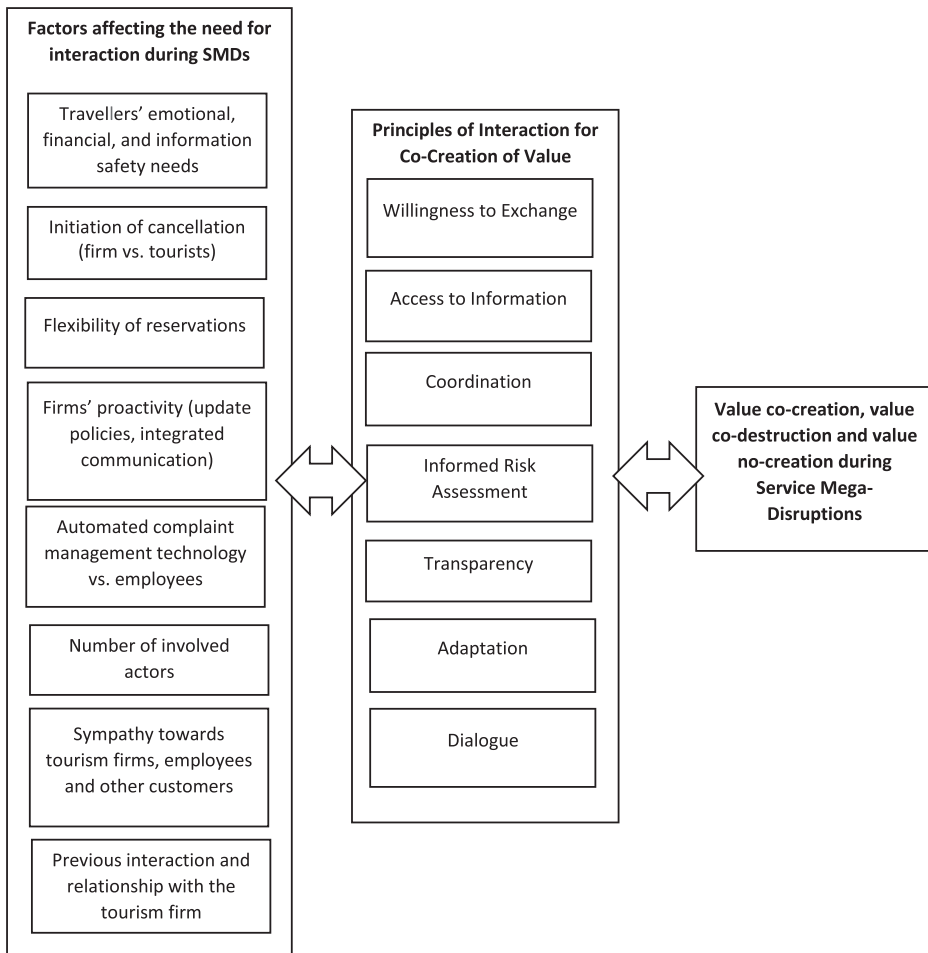 Factors affecting the need for
interaction during SMDs
Travellers’ emotional,
financial, and information
safety needs
Initiation of cancellation
(firm vs. tourists)
Flexibility of reservations
Firms’ proactivity (update
policies, integrated
communication)
Automated complaint
management technology
vs. employees
Number of involved
actors
Sympathy towards
tourism firms, employees
and other customers
Previous interaction and
relationship with the
tourism firm
Principles of Interaction for
Co-Creation of Value
Willingness to Exchange
Access to Information
Coordination
Informed Risk
Assessment
Transparency
Adaptation
Dialogue
Value co-creation, value
co-destruction and value
no-creation during
Service Mega-
Disruptions